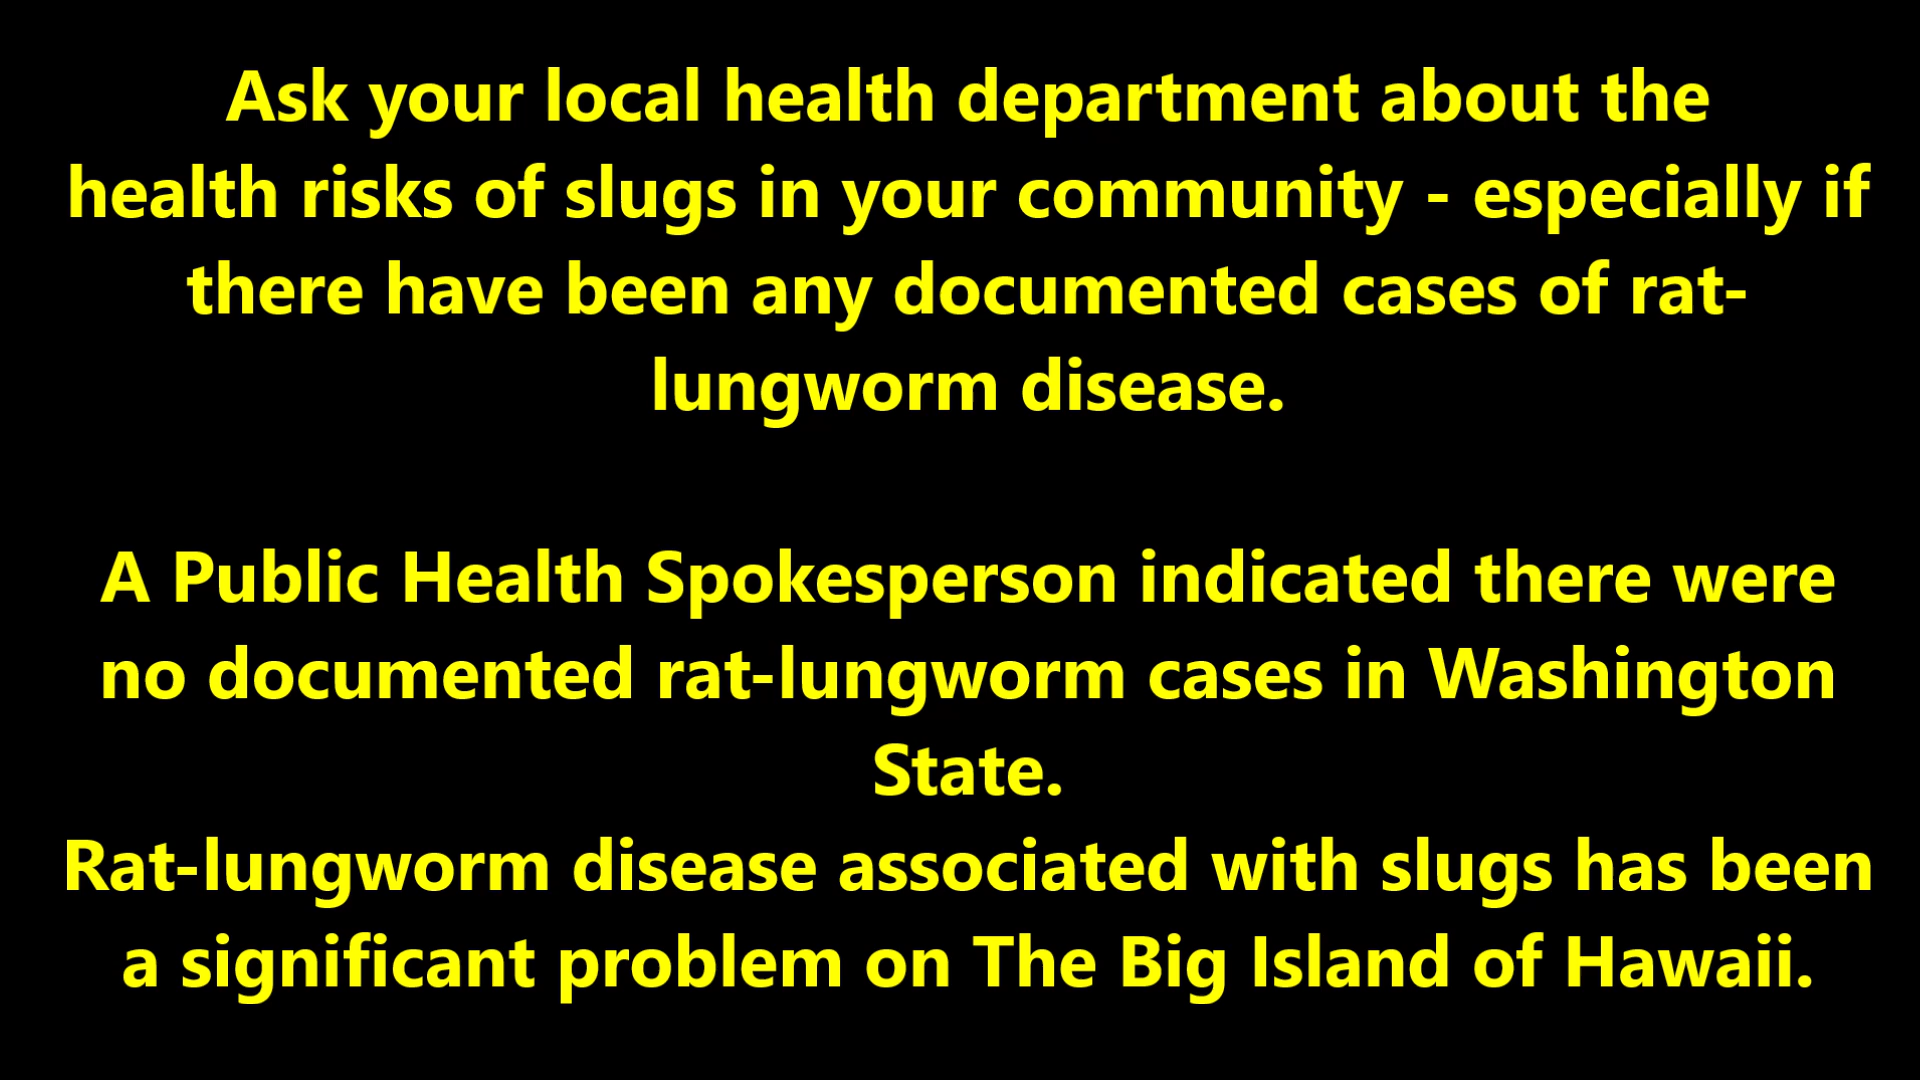 Ask your local health department about the
health risks of slugs in your community - especially if
there have been any documented cases of rat-
lungworm disease.
A Public Health Spokesperson indicated there were
no documented rat-lungworm cases in Washington
State.
Rat-lungworm disease associated with slugs has been
a significant problem on The Big Island of Hawaii.